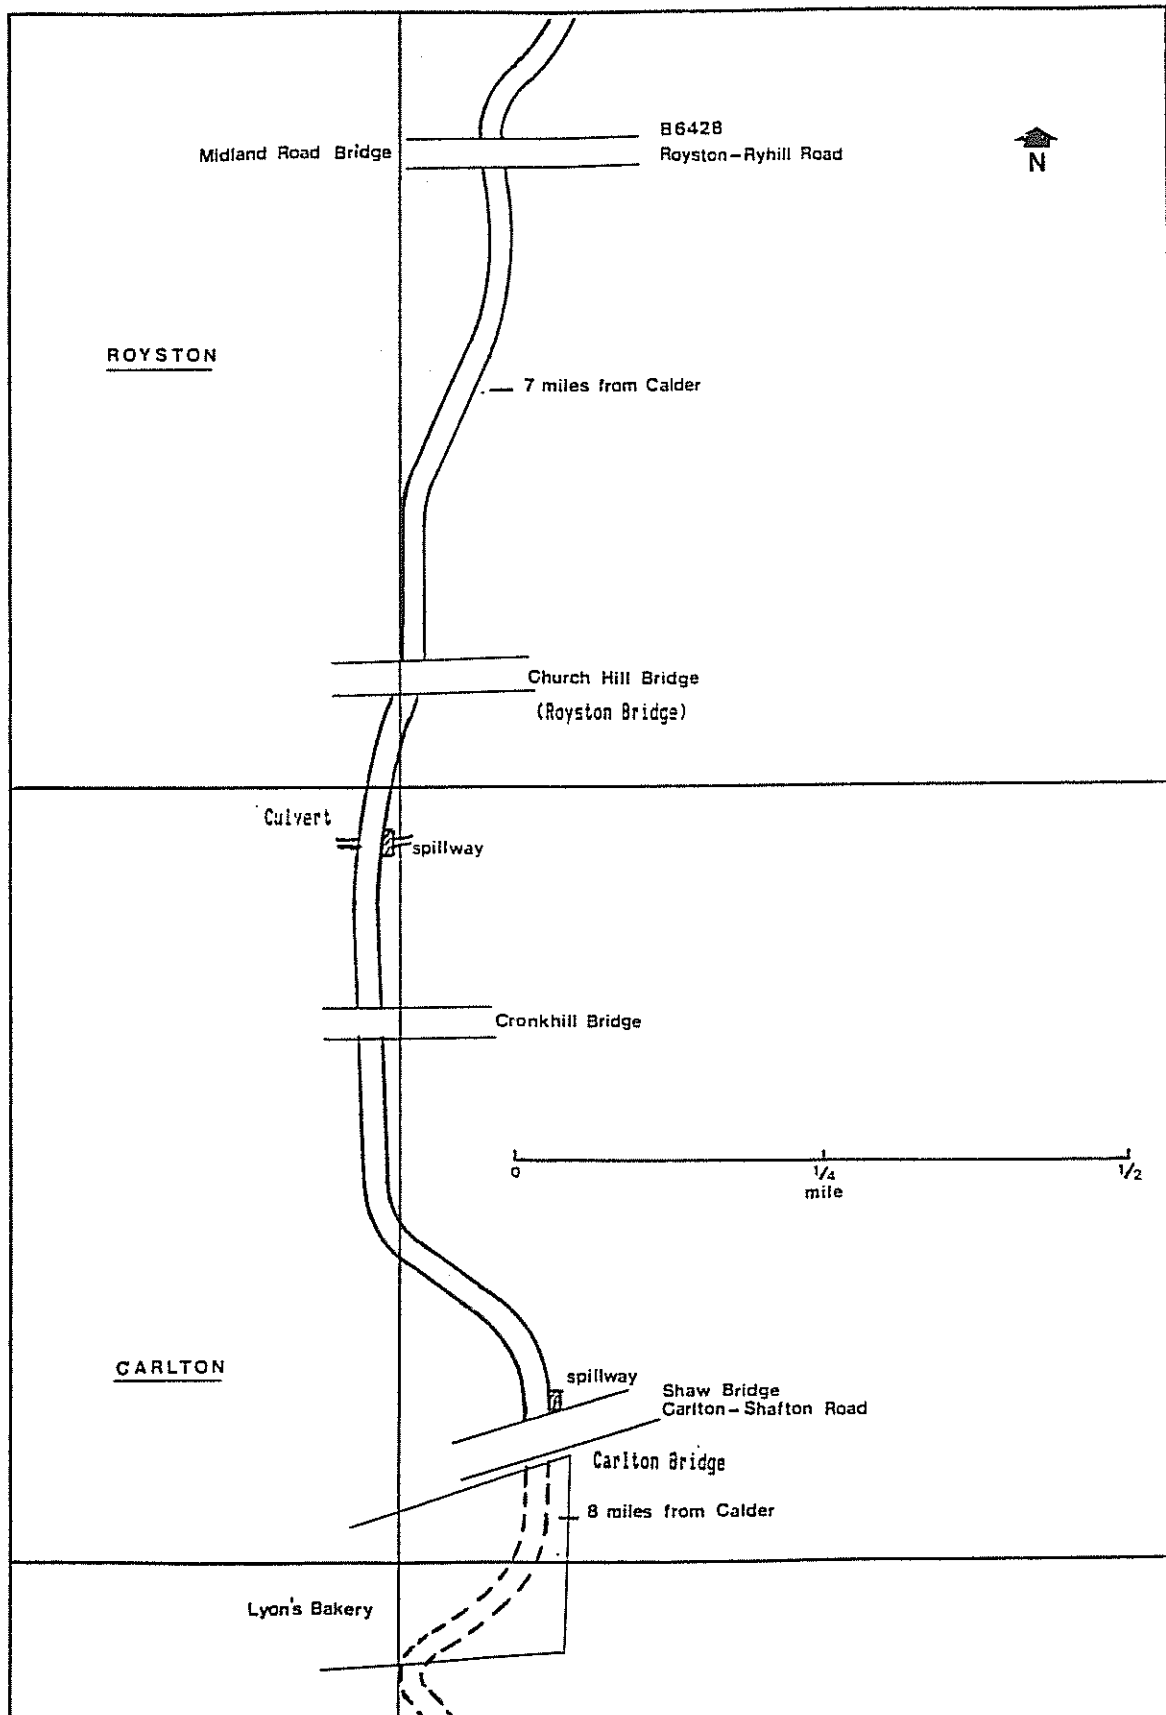 B6428
Midland Road Bridge
Royston-Ryhill Road
N
ROYSTON
7 miles from Calder
Church Hill Bridge
(Royston Bridge)
Culvert
spillway
Cronkhill Bridge
0
1/4
1/2
mile
CARLTON
spillway
Shaw Bridge
Carlton-Shafton Road
Carlton Bridge
8 miles from Calder
Lyon's Bakery